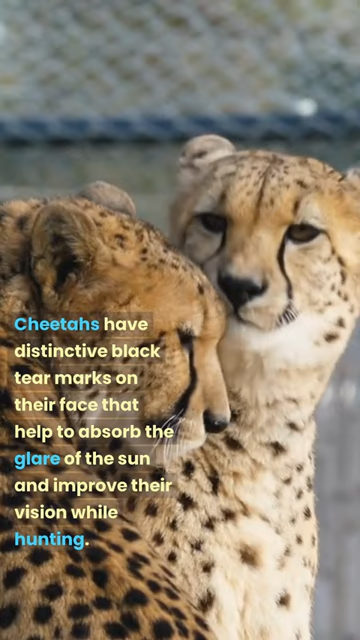 Cheetahs have
distinctive black
tear marks on
their face that
help to absorb the
glare of the sun
and improve their
vision while
hunting.